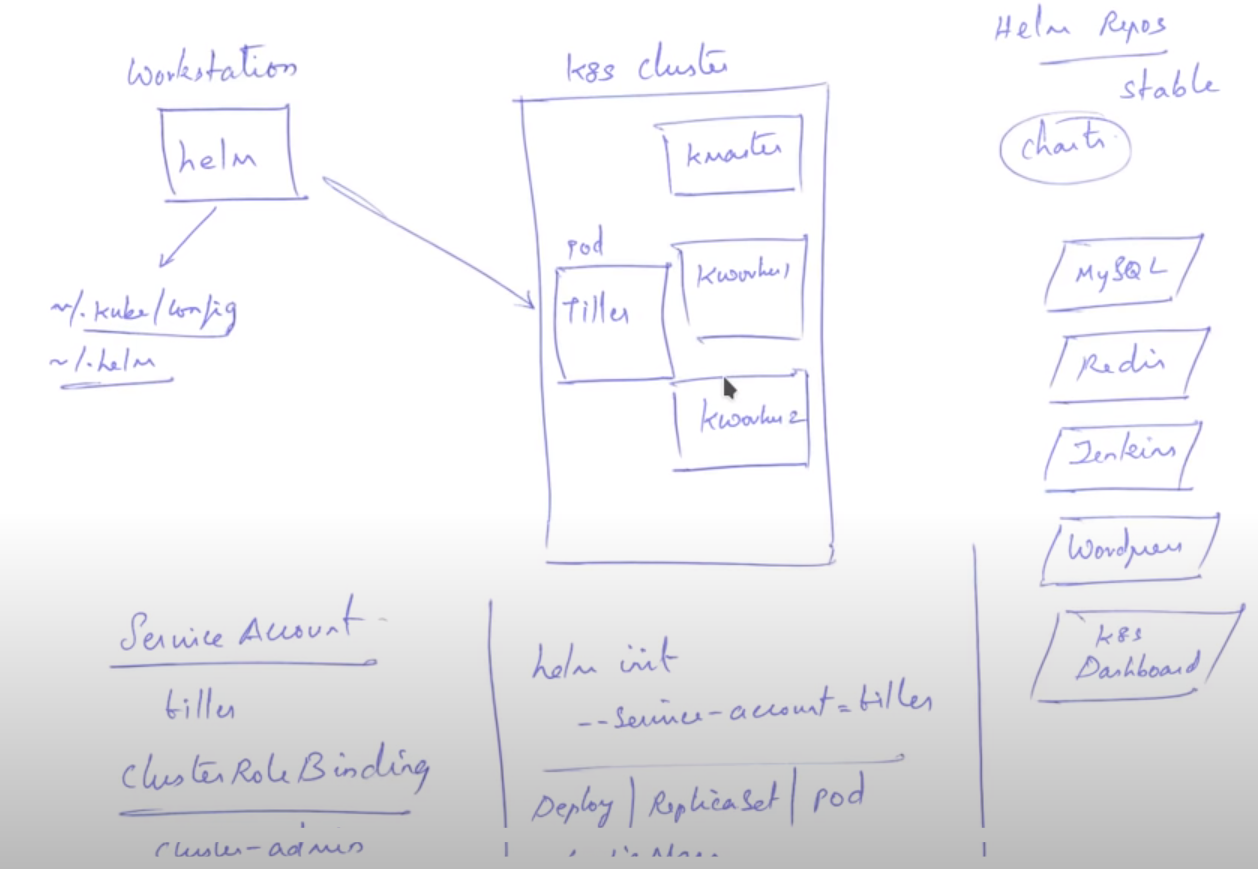 Workstation
helm
~/.kube/config
~/.helm
k8s cluster
kmaster
pod
Tiller
kworker1
kworker2
Helm Repos
stable
charts
MySQL
Redis
Jenkins
Wordpress
k8s
Dashboard
Service Account
tiller
ClusterRoleBinding
cluster-admin
helm init
--service-account=tiller
Deploy | ReplicaSet | pod